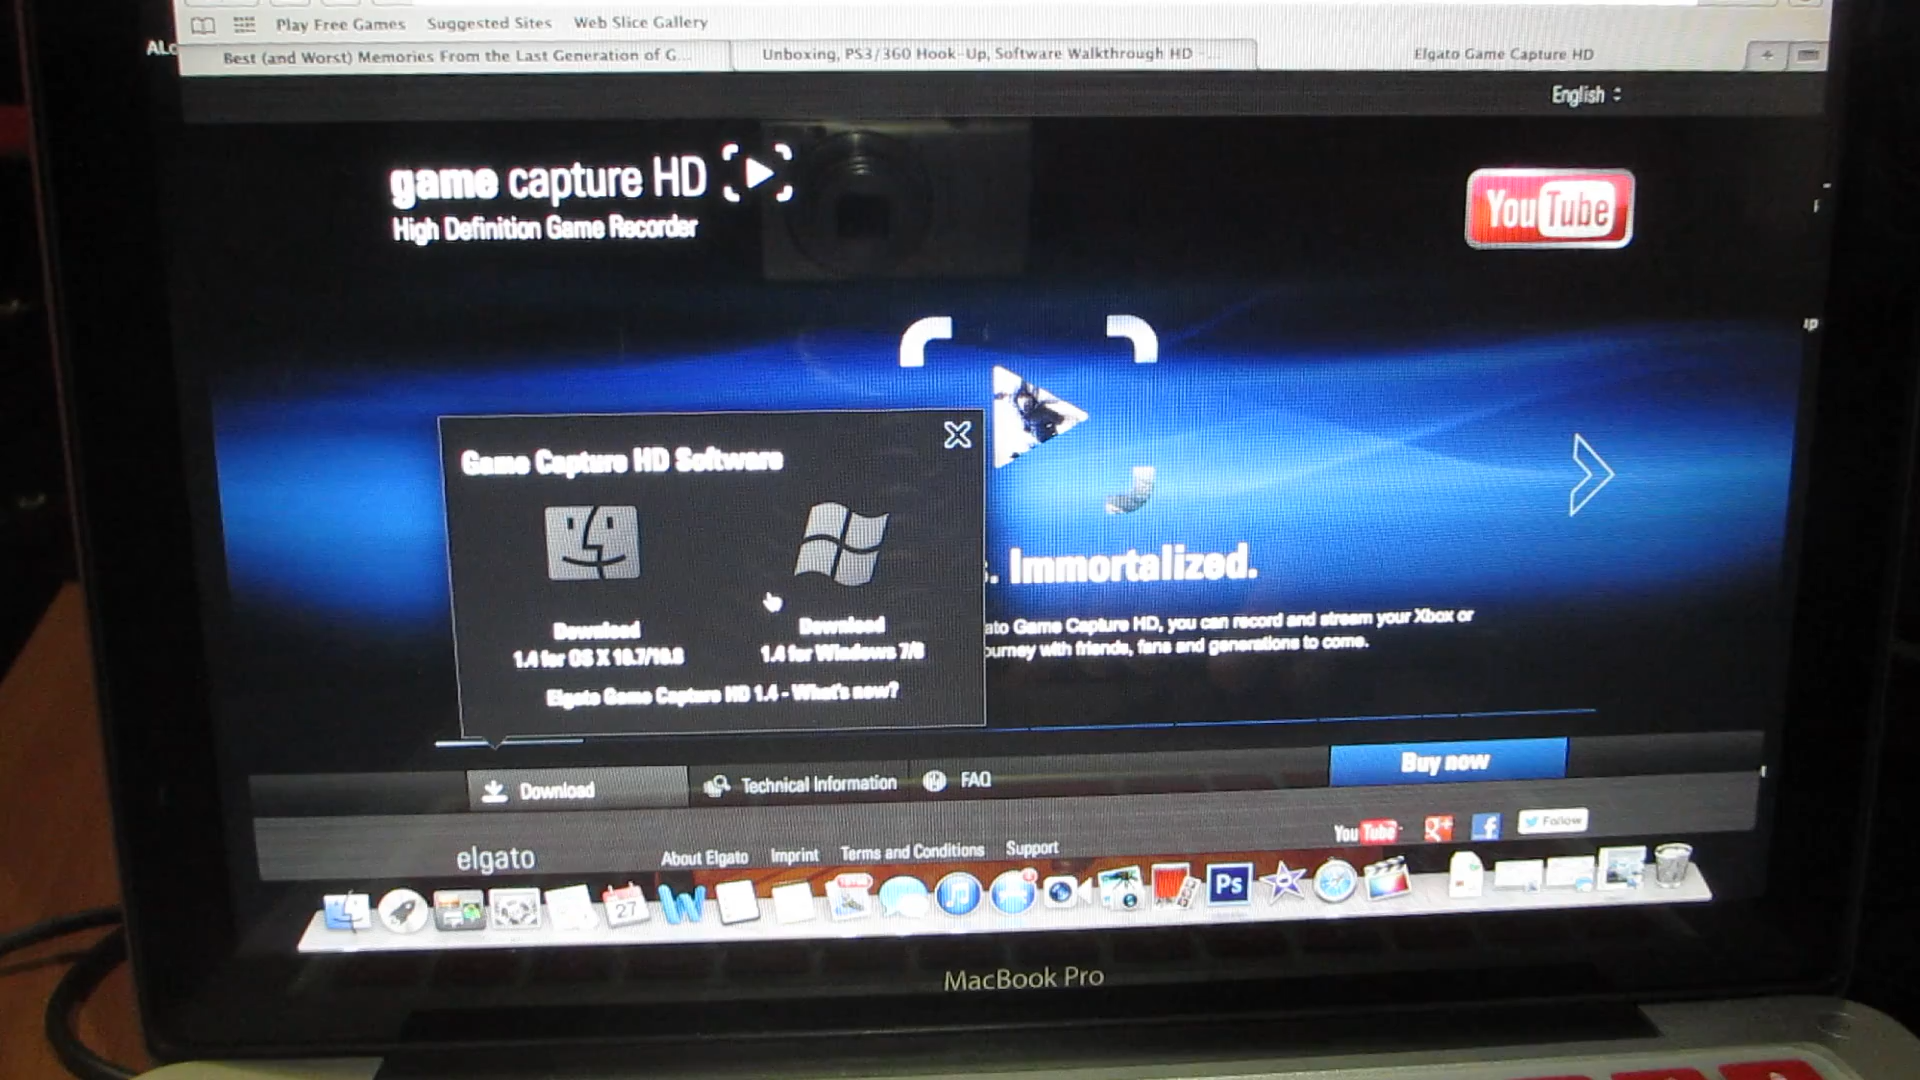 Play Free Games Suggested Sites Web Slice Gallery
Best (and Worst) Memories From the Last Generation of G...
Unboxing, PS3/360 Hook-Up, Software Walkthrough HD - ...
Elgato Game Capture HD
English
game capture HD
High Definition Game Recorder
YouTube
Game Capture HD Software
Download
1.4 for OS X 10.7/10.8
Download
1.4 for Windows 7/8
Elgato Game Capture HD 1.4 - What's new?
. Immortalized.
ato Game Capture HD, you can record and stream your Xbox or
ourney with friends, fans and generations to come.
Download Technical Information FAQ Buy now
elgato About Elgato Imprint Terms and Conditions Support
YouTube g+ f Follow
27
W
Ps
MacBook Pro